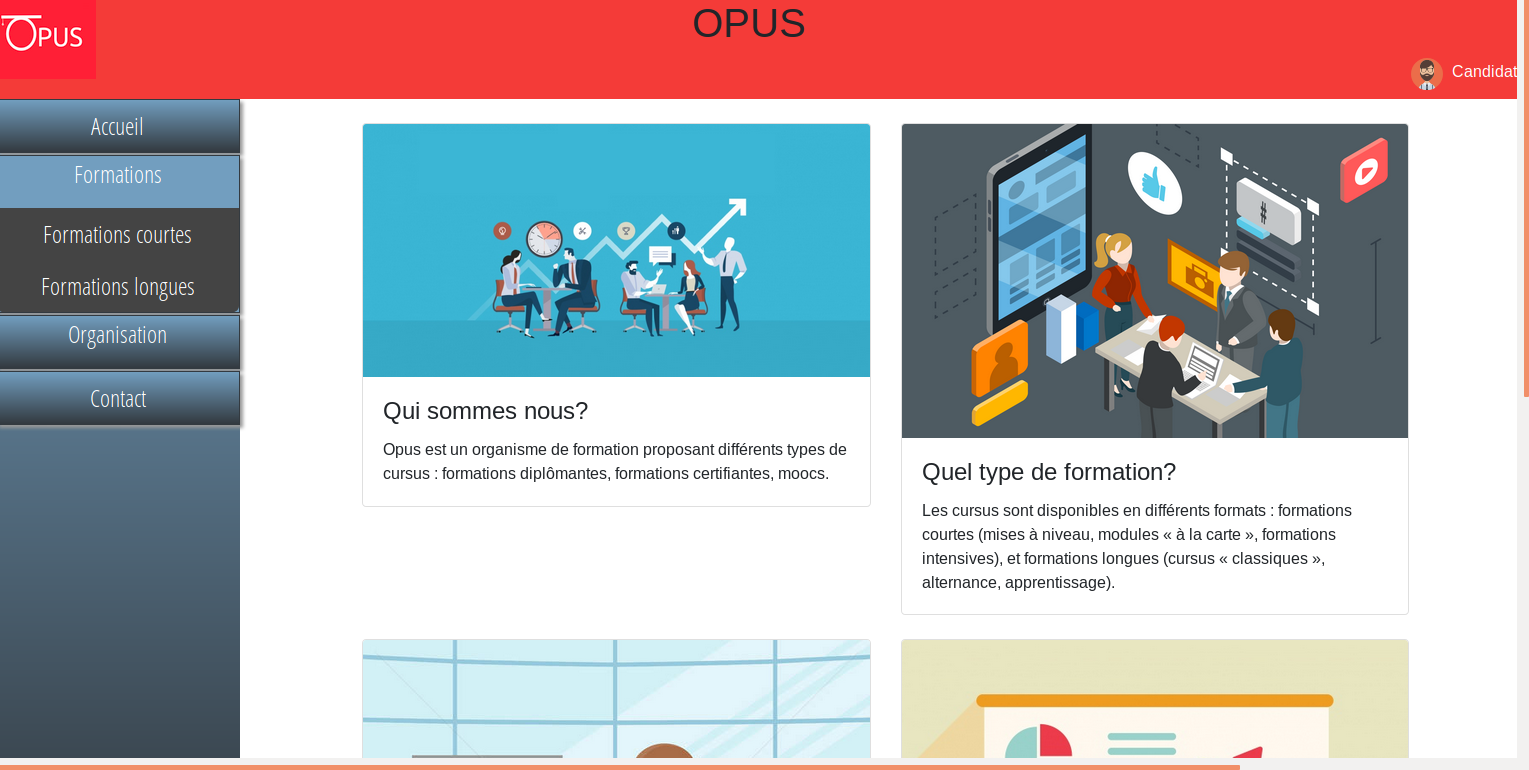 OPUS
OPUS
Candidat
Accueil
Formations
Formations courtes
Formations longues
Organisation
Contact
Qui sommes nous?
Opus est un organisme de formation proposant différents types de
cursus : formations diplômantes, formations certifiantes, moocs.
#
Quel type de formation?
Les cursus sont disponibles en différents formats : formations
courtes (mises à niveau, modules « à la carte », formations
intensives), et formations longues (cursus « classiques »,
alternance, apprentissage).